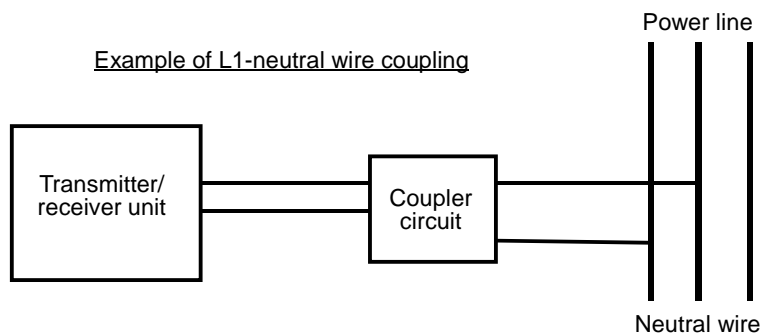 Power line
Example of L1-neutral wire coupling
Transmitter/
receiver unit
Coupler
circuit
Neutral wire